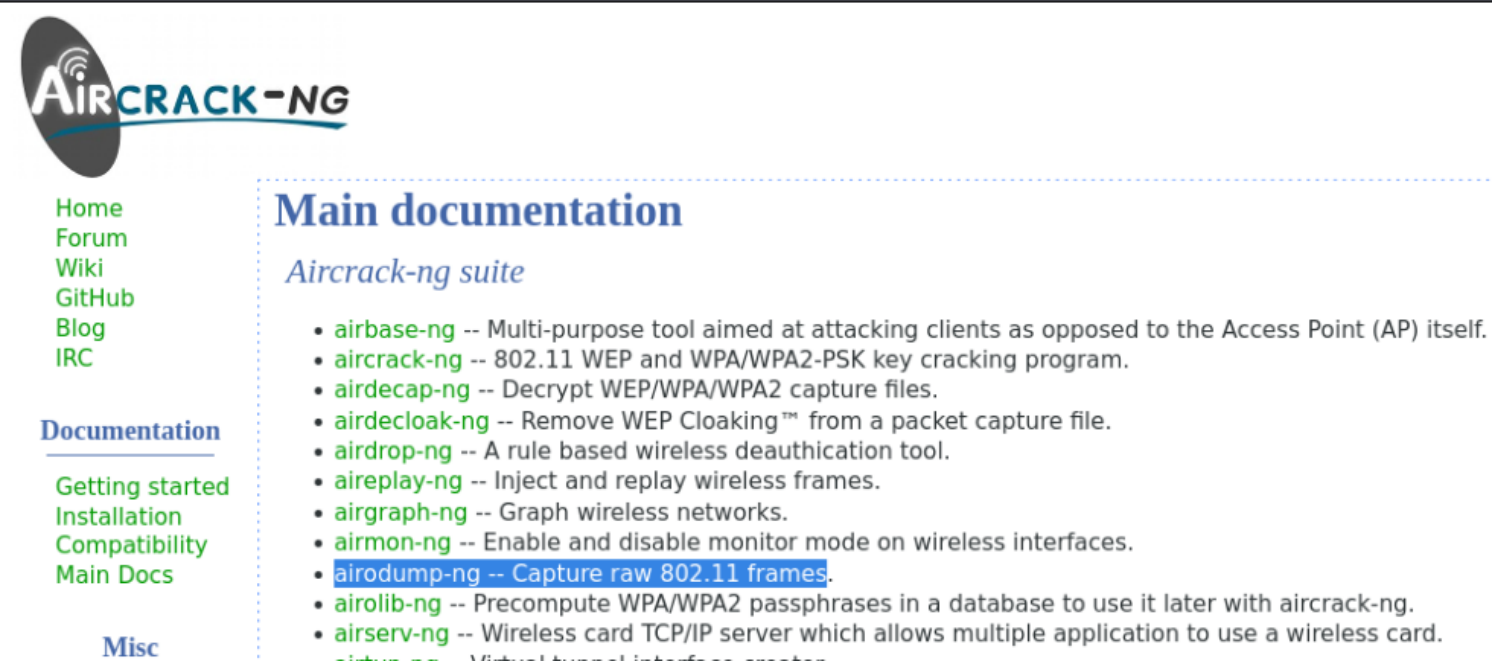 AIRCRACK-NG
Home
Forum
Wiki
GitHub
Blog
IRC
Documentation
Getting started
Installation
Compatibility
Main Docs
Misc
Main documentation
Aircrack-ng suite
• airbase-ng -- Multi-purpose tool aimed at attacking clients as opposed to the Access Point (AP) itself.
• aircrack-ng -- 802.11 WEP and WPA/WPA2-PSK key cracking program.
• airdecap-ng -- Decrypt WEP/WPA/WPA2 capture files.
• airdecloak-ng -- Remove WEP Cloaking™ from a packet capture file.
• airdrop-ng -- A rule based wireless deauthication tool.
• aireplay-ng -- Inject and replay wireless frames.
• airgraph-ng -- Graph wireless networks.
• airmon-ng -- Enable and disable monitor mode on wireless interfaces.
• airodump-ng -- Capture raw 802.11 frames.
• airolib-ng -- Precompute WPA/WPA2 passphrases in a database to use it later with aircrack-ng.
• airserv-ng -- Wireless card TCP/IP server which allows multiple application to use a wireless card.
airtun-ng -- Virtual tunnel interface creator.